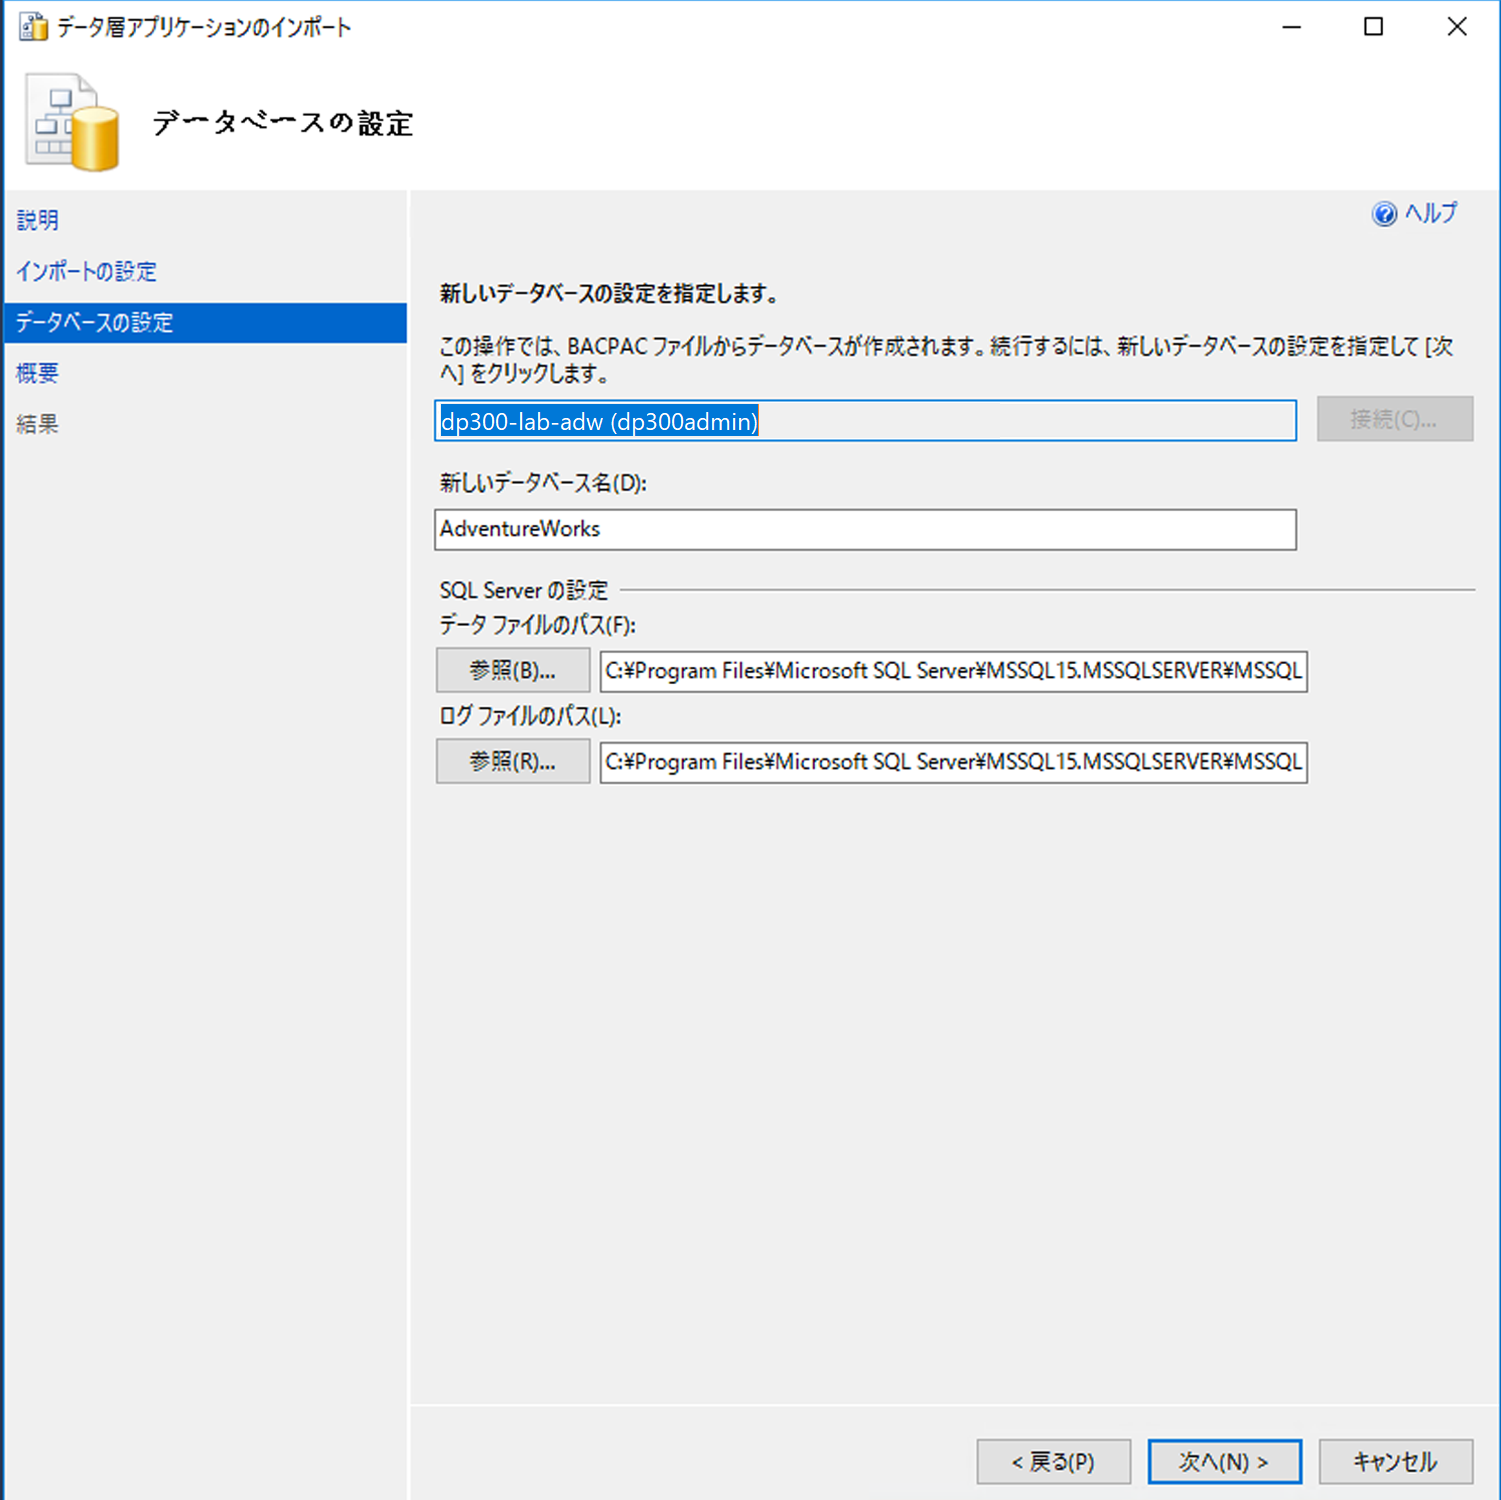 データ層アプリケーションのインポート
データベースの設定
説明
インポートの設定
データベースの設定
概要
結果
ヘルプ
新しいデータベースの設定を指定します。
この操作では、BACPAC ファイルからデータベースが作成されます。続行するには、新しいデータベースの設定を指定して [次
へ] をクリックします。
dp300-lab-adw (dp300admin)
接続(C)...
新しいデータベース名(D):
AdventureWorks
SQL Server の設定
データ ファイルのパス(F):
参照(B)...
C:¥Program Files¥Microsoft SQL Server¥MSSQL15.MSSQLSERVER¥MSSQL
ログ ファイルのパス(L):
参照(R)...
C:¥Program Files¥Microsoft SQL Server¥MSSQL15.MSSQLSERVER¥MSSQL
< 戻る(P)
次へ(N) >
キャンセル